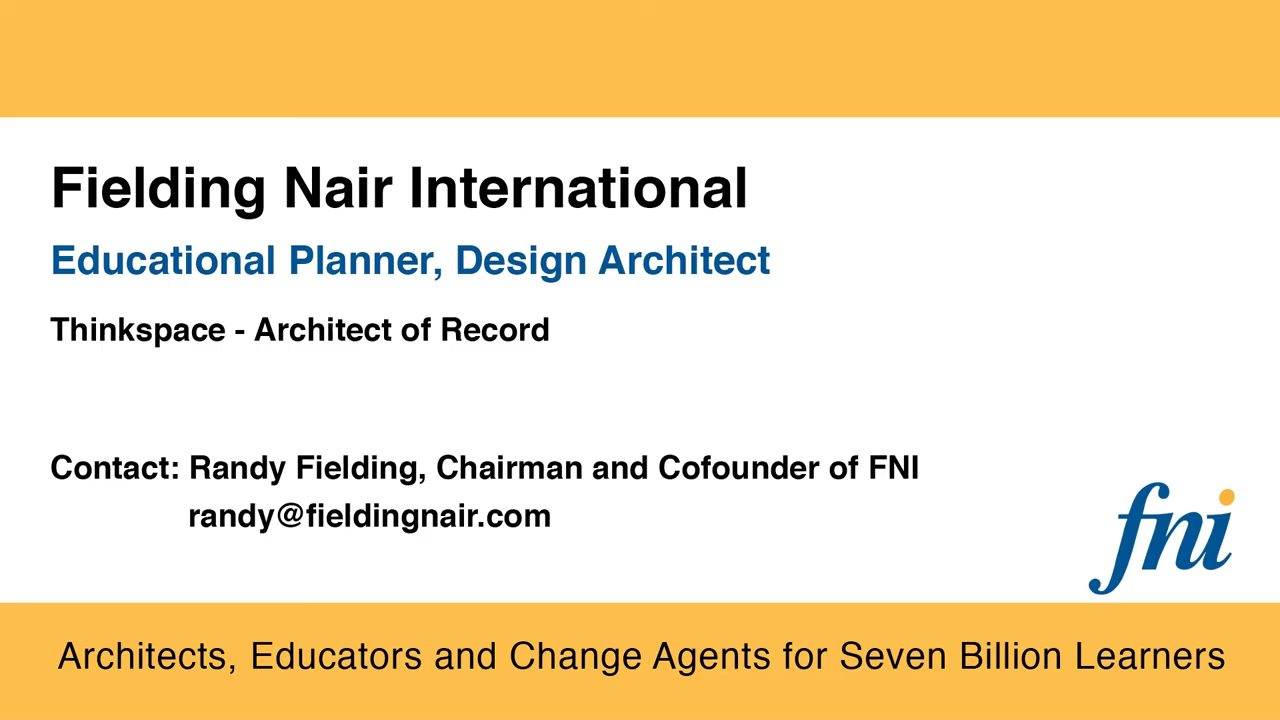 Fielding Nair International
Educational Planner, Design Architect
Thinkspace - Architect of Record
Contact: Randy Fielding, Chairman and Cofounder of FNI
randy@fieldingnair.com
fni
Architects, Educators and Change Agents for Seven Billion Learners